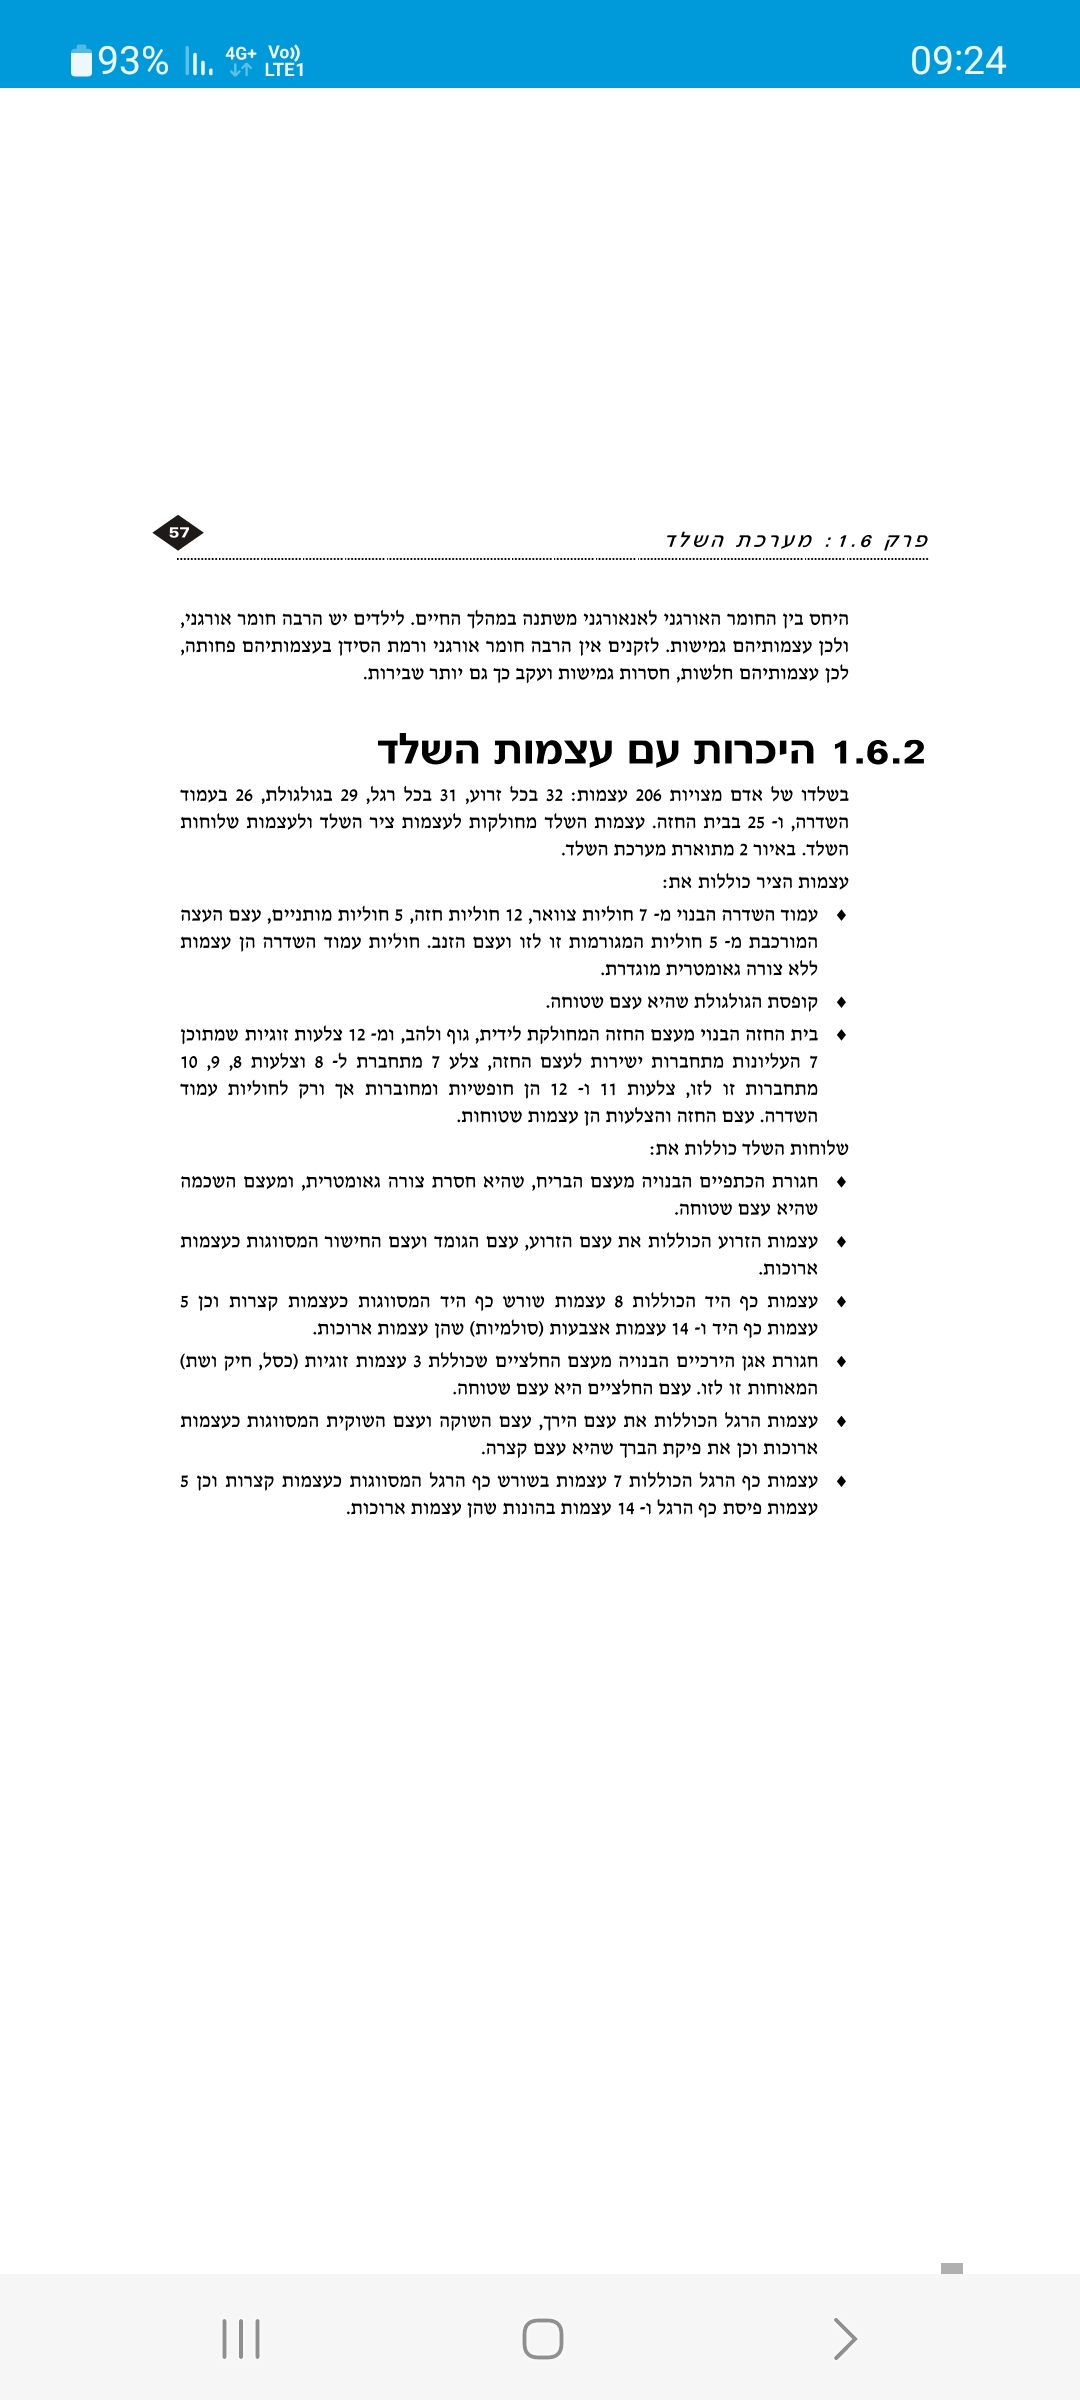 93% 4G+ Vo)) LTE1 09:24
פרק 1.6: מערכת השלד 57
היחס בין החומר האורגני לאנאורגני משתנה במהלך החיים. לילדים יש הרבה חומר אורגני,
ולכן עצמותיהם גמישות. לזקנים אין הרבה חומר אורגני ורמת הסידן בעצמותיהם פחותה,
לכן עצמותיהם חלשות, חסרות גמישות ועקב כך גם יותר שבירות.
1.6.2 היכרות עם עצמות השלד
בשלדו של אדם מצויות 206 עצמות: 32 בכל זרוע, 31 בכל רגל, 29 בגולגולת, 26 בעמוד
השדרה, ו- 25 בבית החזה. עצמות השלד מחולקות לעצמות ציר השלד ולעצמות שלוחות
השלד. באיור 2 מתוארת מערכת השלד.
עצמות הציר כוללות את:
♦ עמוד השדרה הבנוי מ- 7 חוליות צוואר, 12 חוליות חזה, 5 חוליות מותניים, עצם העצה
המורכבת מ- 5 חוליות המגורמות זו לזו ועצם הזנב. חוליות עמוד השדרה הן עצמות
ללא צורה גאומטרית מוגדרת.
♦ קופסת הגולגולת שהיא עצם שטוחה.
♦ בית החזה הבנוי מעצם החזה המחולקת לידית, גוף ולהב, ומ- 12 צלעות זוגיות שמתוכן
7 העליונות מתחברות ישירות לעצם החזה, צלע 7 מתחברת ל- 8 וצלעות 8, 9, 10
מתחברות זו לזו, צלעות 11 ו- 12 הן חופשיות ומחוברות אך ורק לחוליות עמוד
השדרה. עצם החזה והצלעות הן עצמות שטוחות.
שלוחות השלד כוללות את:
♦ חגורת הכתפיים הבנויה מעצם הבריח, שהיא חסרת צורה גאומטרית, ומעצם השכמה
שהיא עצם שטוחה.
♦ עצמות הזרוע הכוללות את עצם הזרוע, עצם הגומד ועצם החישור המסווגות כעצמות
ארוכות.
♦ עצמות כף היד הכוללות 8 עצמות שורש כף היד המסווגות כעצמות קצרות וכן 5
עצמות כף היד ו- 14 עצמות אצבעות (סולמיות) שהן עצמות ארוכות.
♦ חגורת אגן הירכיים הבנויה מעצם החלציים שכוללת 3 עצמות זוגיות (כסל, חיק ושת)
המאוחות זו לזו. עצם החלציים היא עצם שטוחה.
♦ עצמות הרגל הכוללות את עצם הירך, עצם השוקה ועצם השוקית המסווגות כעצמות
ארוכות וכן את פיקת הברך שהיא עצם קצרה.
♦ עצמות כף הרגל הכוללות 7 עצמות בשורש כף הרגל המסווגות כעצמות קצרות וכן 5
עצמות פיסת כף הרגל ו- 14 עצמות בהונות שהן עצמות ארוכות.